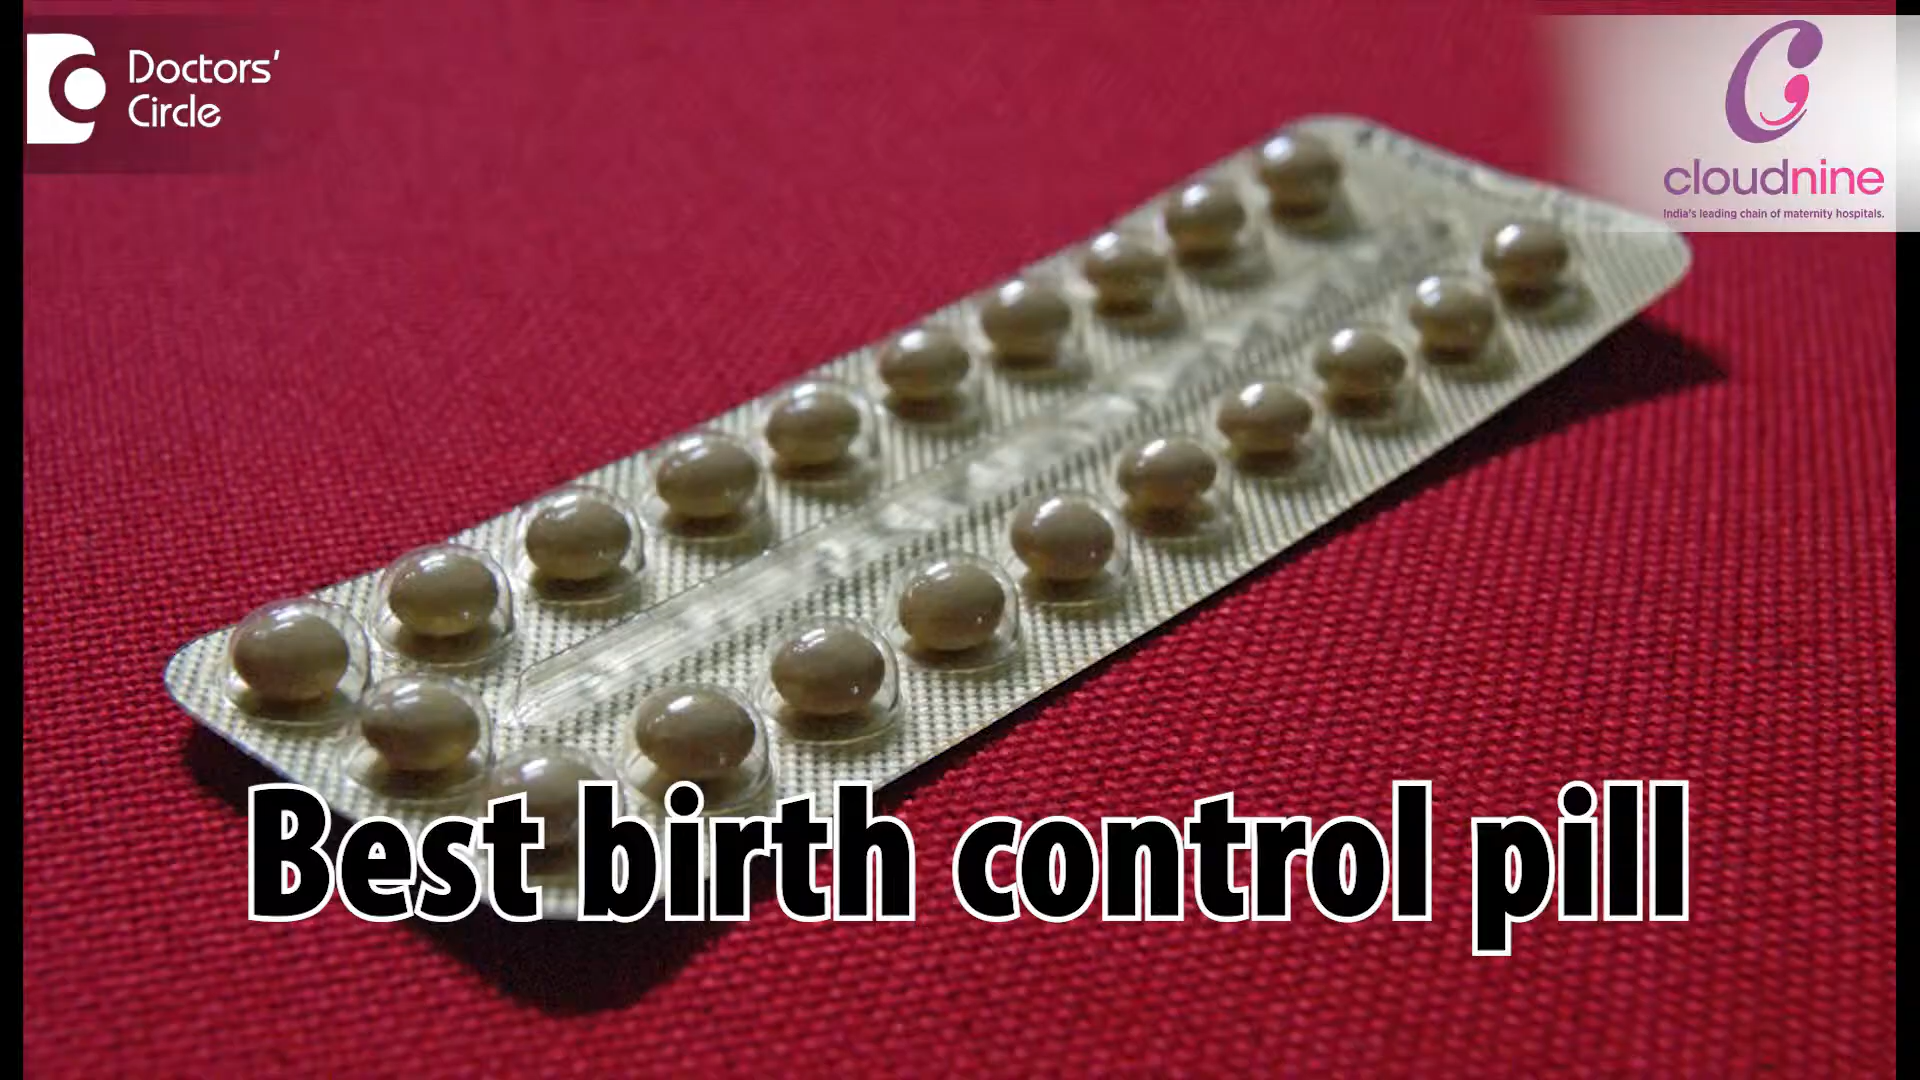 Doctors'
Circle
cloudnine
India's leading chain of maternity hospitals.
Best birth control pill